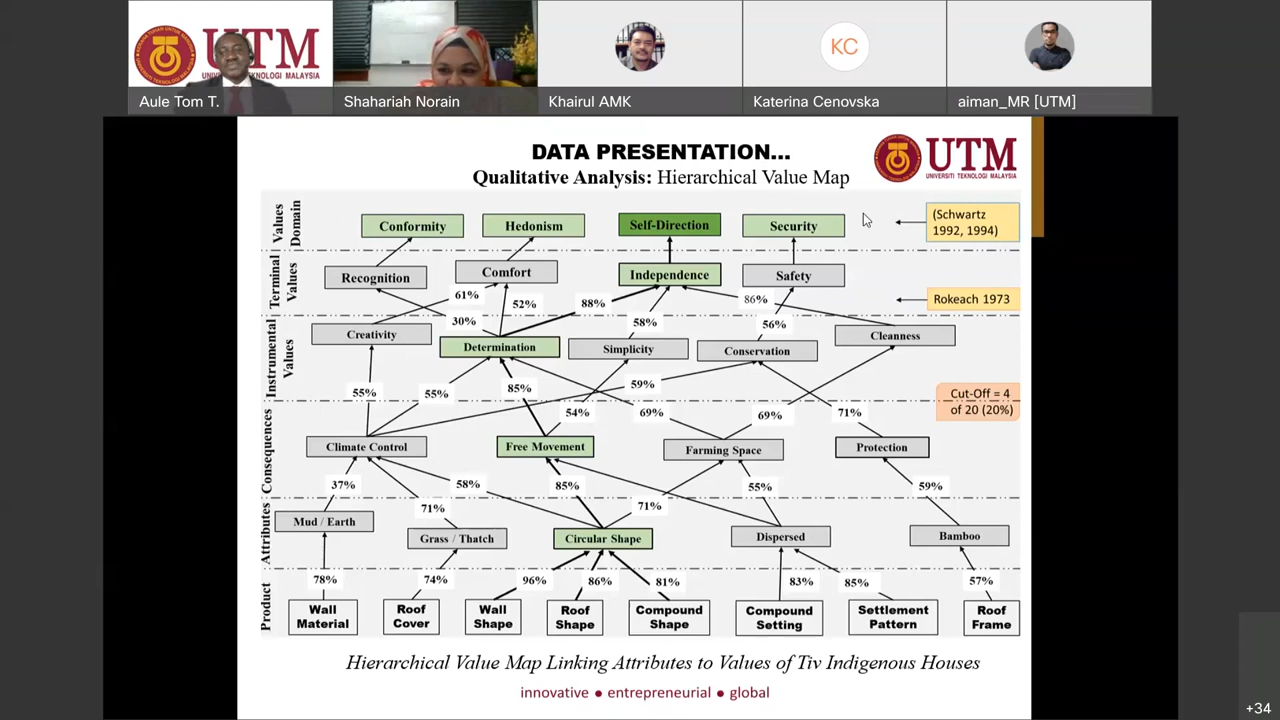 UTM
UNIVERSITI TEKNOLOGI MALAYSIA
KC
Aule Tom T.
Shahariah Norain
Khairul AMK
Katerina Cenovska
aiman_MR [UTM]
DATA PRESENTATION...
Qualitative Analysis: Hierarchical Value Map
UTM
UNIVERSITI TEKNOLOGI MALAYSIA
Values
Domain
Conformity
Hedonism
Self-Direction
Security
(Schwartz
1992, 1994)
Terminal
Values
Recognition
Comfort
Independence
Safety
Rokeach 1973
61%
52%
88%
86%
30%
58%
56%
Instrumental
Values
Creativity
Determination
Simplicity
Conservation
Cleanness
55%
55%
85%
59%
Cut-Off = 4
of 20 (20%)
54%
69%
69%
71%
Consequences
Climate Control
Free Movement
Farming Space
Protection
37%
58%
85%
55%
59%
71%
71%
Attributes
Mud / Earth
Grass / Thatch
Circular Shape
Dispersed
Bamboo
78%
74%
96%
86%
81%
83%
85%
57%
Product
Wall
Material
Roof
Cover
Wall
Shape
Roof
Shape
Compound
Shape
Compound
Setting
Settlement
Pattern
Roof
Frame
Hierarchical Value Map Linking Attributes to Values of Tiv Indigenous Houses
innovative ● entrepreneurial ● global
+34